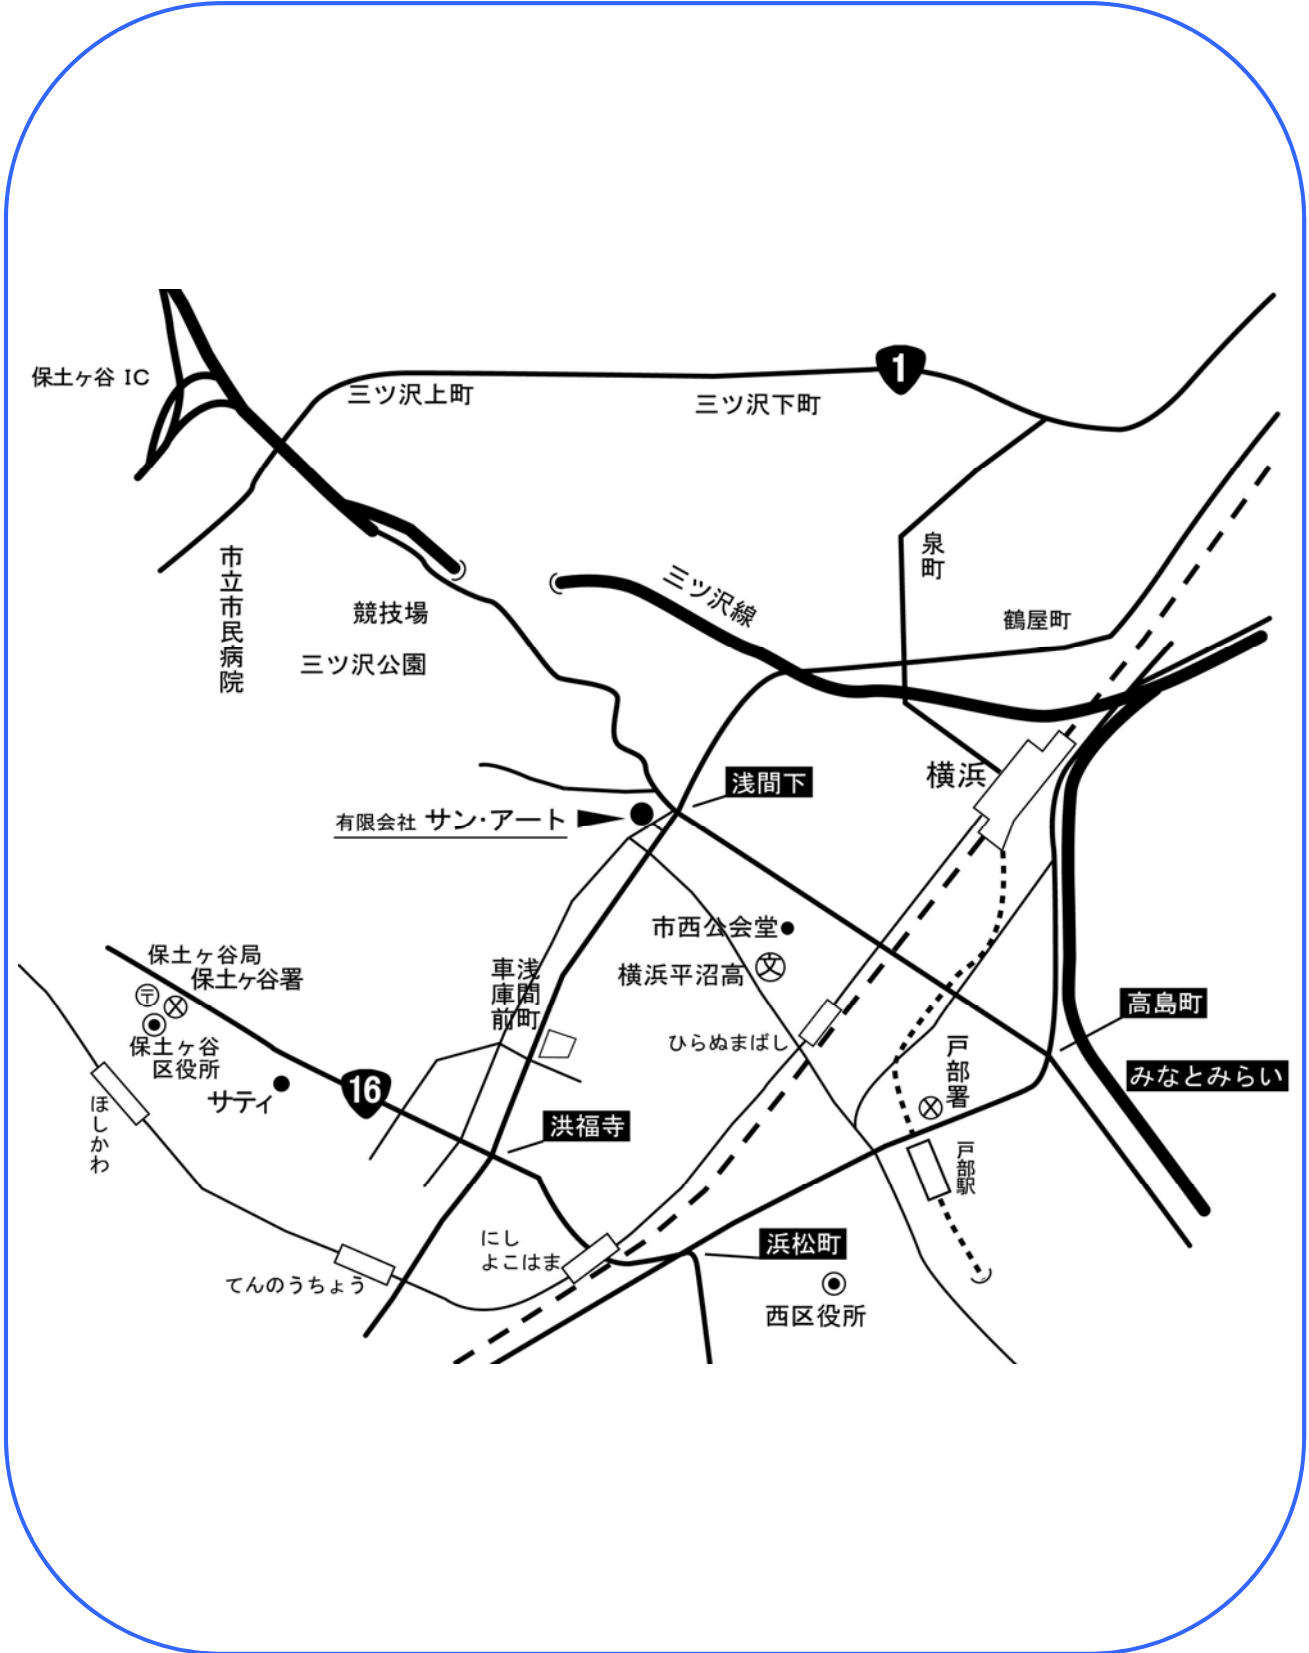 保土ヶ谷 IC
三ツ沢上町
三ツ沢下町
1
市立市民病院
競技場
三ツ沢公園
三ツ沢線
泉町
鶴屋町
横浜
浅間下
有限会社 サン・アート
市西公会堂
横浜平沼高
文
ひらぬまばし
高島町
みなとみらい
戸部署
戸部駅
保土ヶ谷局
保土ヶ谷署
〒
保土ヶ谷
区役所
サティ
16
浅間町
車庫前
洪福寺
ほしかわ
てんのうちょう
にし
よこはま
浜松町
西区役所